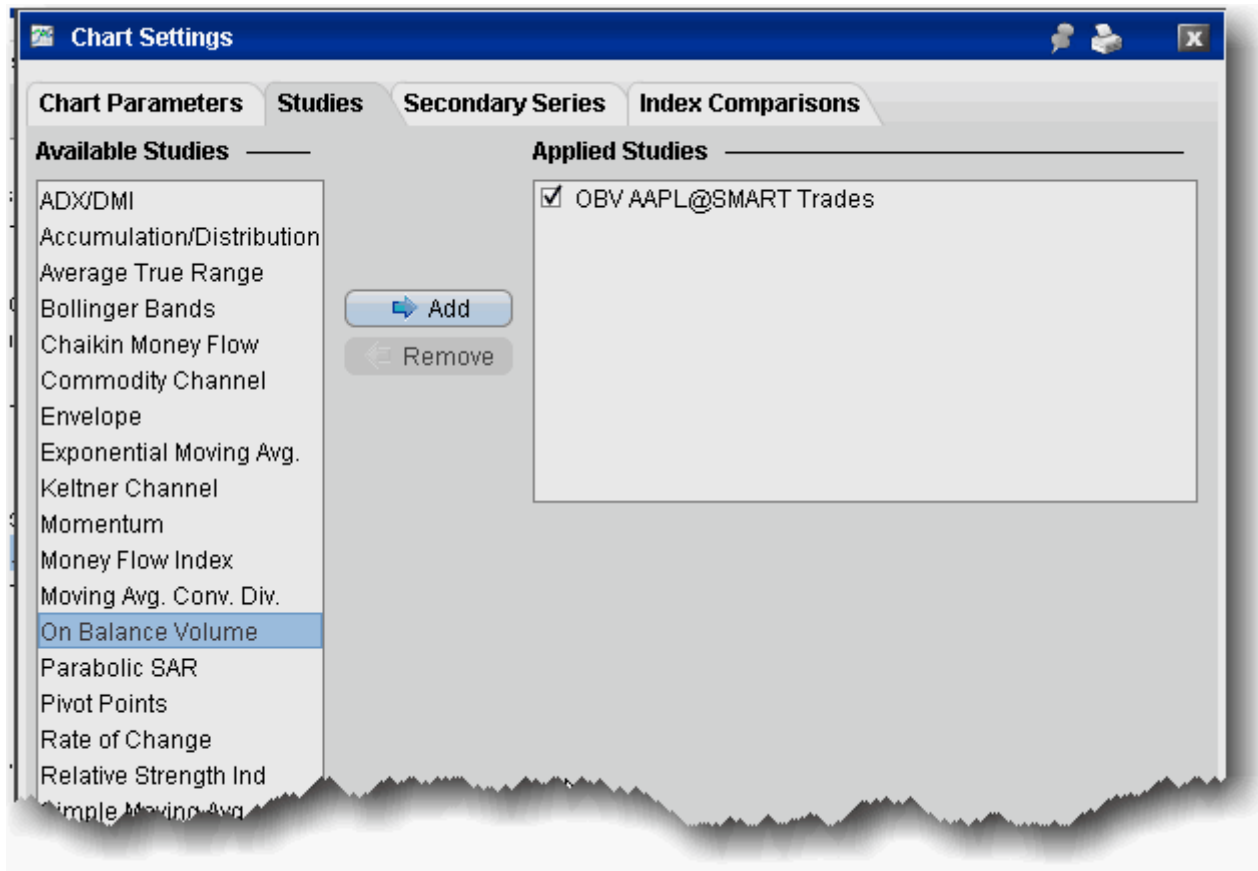 Chart Settings
Chart Parameters Studies Secondary Series Index Comparisons
Available Studies
Applied Studies
ADX/DMI
Accumulation/Distribution
Average True Range
Bollinger Bands
Chaikin Money Flow
Commodity Channel
Envelope
Exponential Moving Avg.
Keltner Channel
Momentum
Money Flow Index
Moving Avg. Conv. Div.
On Balance Volume
Parabolic SAR
Pivot Points
Rate of Change
Relative Strength Ind
Simple Moving Avg
Add
Remove
OBV AAPL@SMART Trades